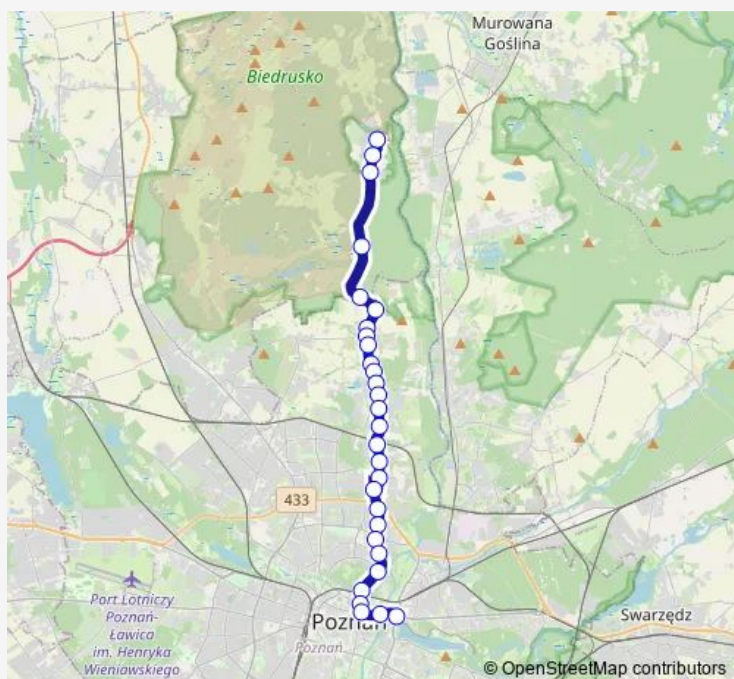 Murowana
Goślina
Biedrusko
433
Port Lotniczy
Poznań-
Ławica
im. Henryka
Wieniawskiego
Poznań
Poznań
Swarzędz
© OpenStreetMap contributors